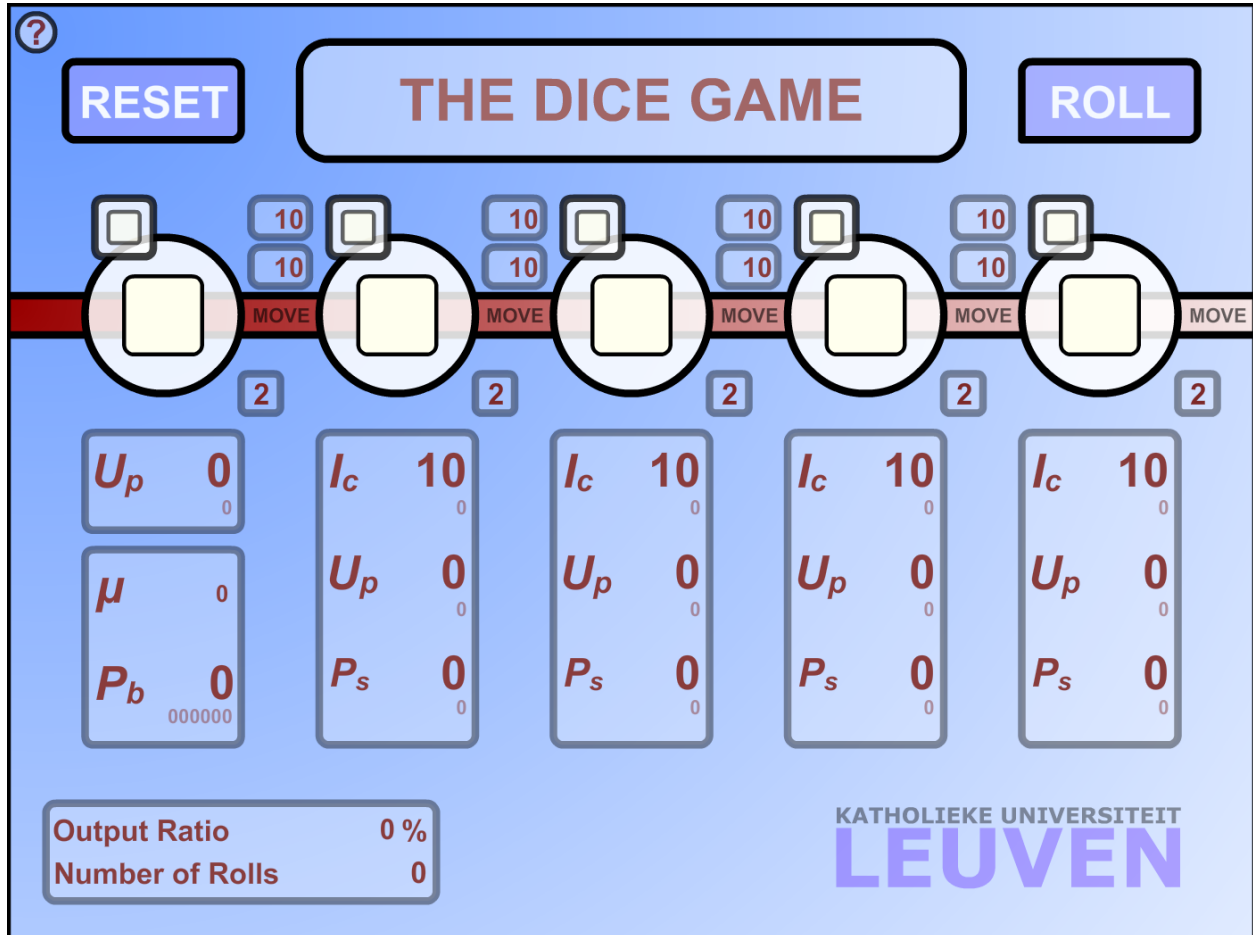 ?
RESET
THE DICE GAME
ROLL
10 10 10 10
10 10 10 10
MOVE MOVE MOVE MOVE MOVE
2 2 2 2 2
Up 0
0
μ 0
Pb 0
000000
Ic 10
0
Up 0
0
Ps 0
0
Ic 10
0
Up 0
0
Ps 0
0
Ic 10
0
Up 0
0
Ps 0
0
Ic 10
0
Up 0
0
Ps 0
0
Output Ratio 0 %
Number of Rolls 0
KATHOLIEKE UNIVERSITEIT
LEUVEN